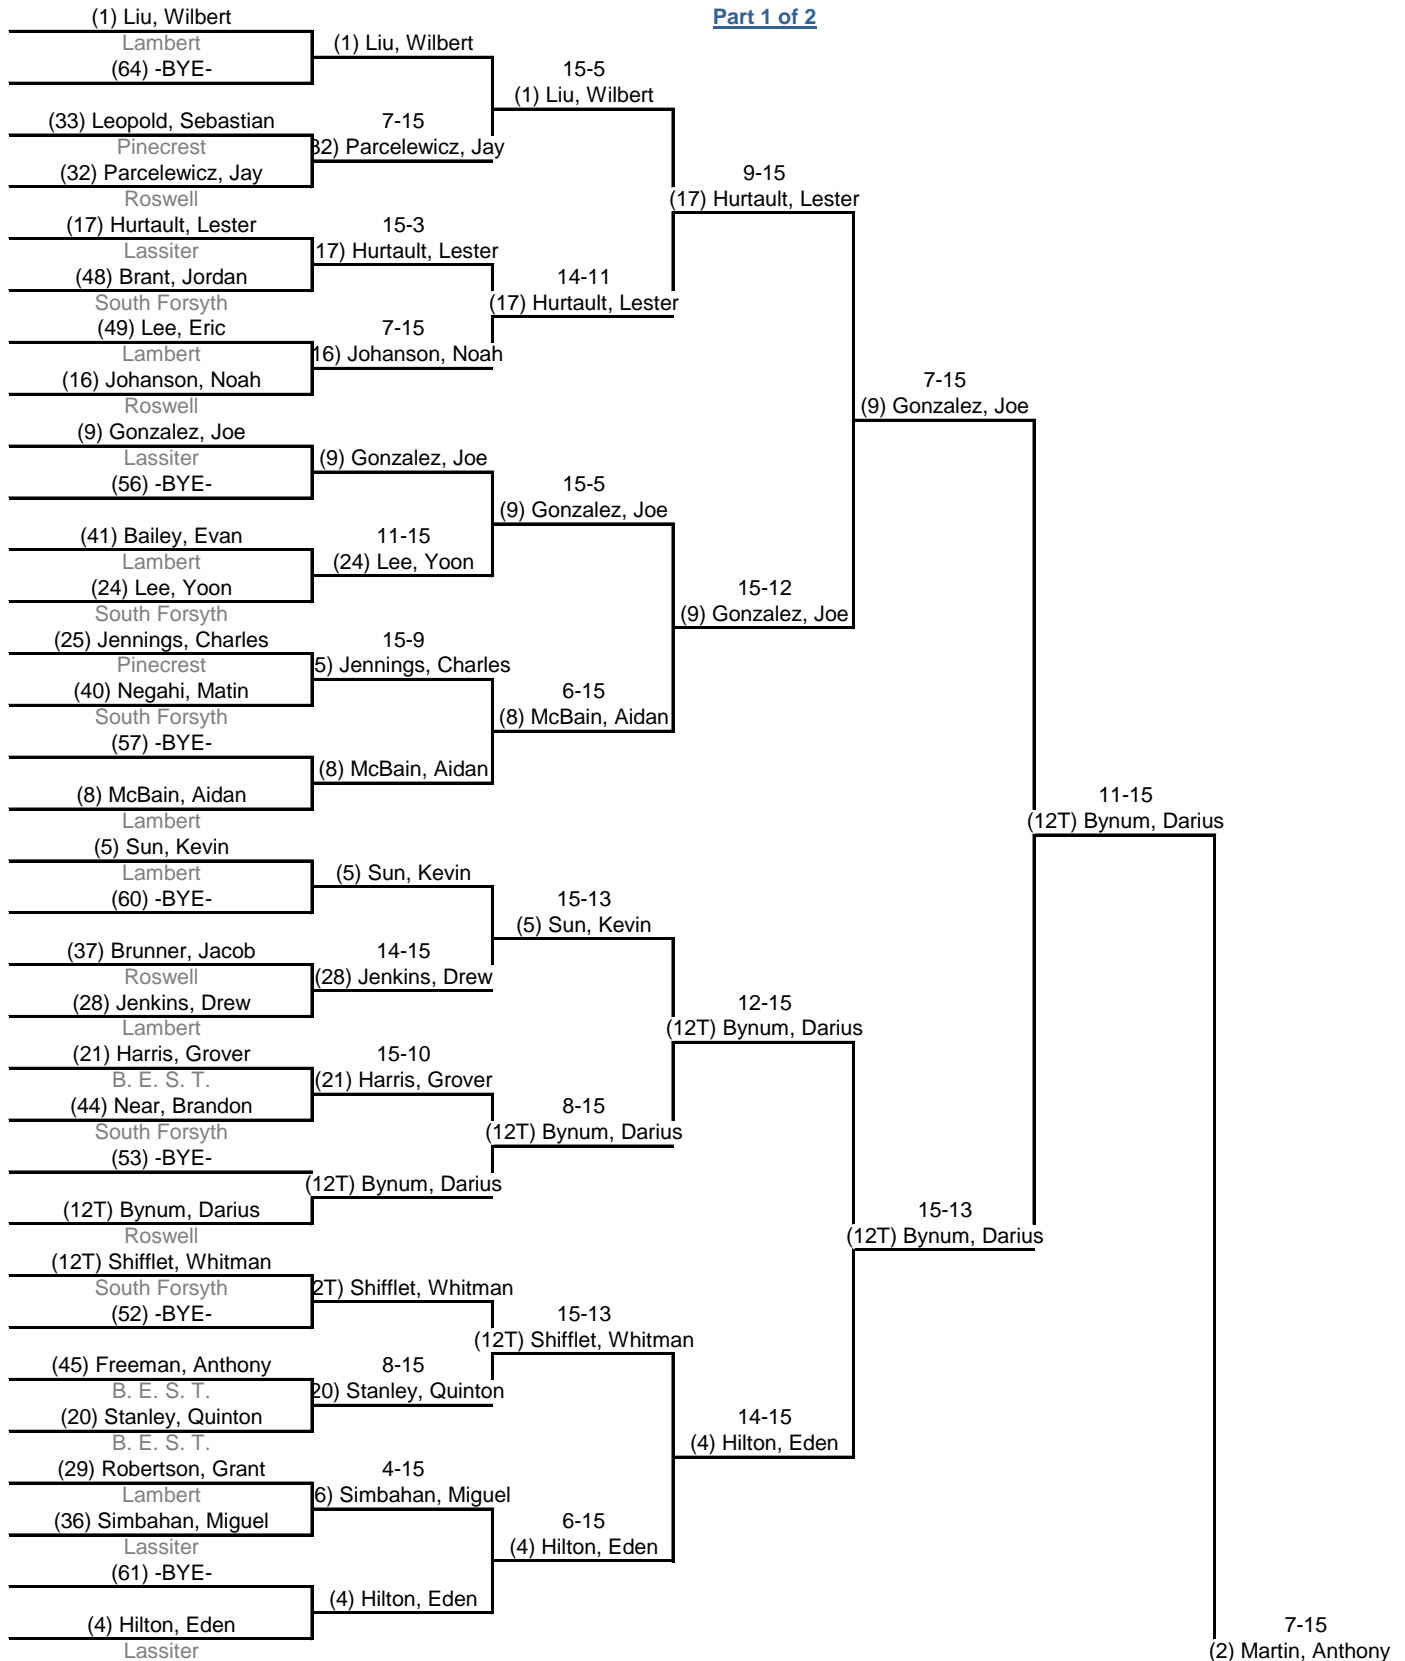 (1) Liu, Wilbert
Part 1 of 2
Lambert
(1) Liu, Wilbert
(64) -BYE-
15-5
(1) Liu, Wilbert
(33) Leopold, Sebastian
7-15
Pinecrest
32) Parcelewicz, Jay
(32) Parcelewicz, Jay
9-15
Roswell
(17) Hurtault, Lester
(17) Hurtault, Lester
15-3
Lassiter
17) Hurtault, Lester
(48) Brant, Jordan
14-11
South Forsyth
(17) Hurtault, Lester
(49) Lee, Eric
7-15
Lambert
16) Johanson, Noah
(16) Johanson, Noah
7-15
Roswell
(9) Gonzalez, Joe
(9) Gonzalez, Joe
Lassiter
(9) Gonzalez, Joe
(56) -BYE-
15-5
(9) Gonzalez, Joe
(41) Bailey, Evan
11-15
Lambert
(24) Lee, Yoon
(24) Lee, Yoon
15-12
South Forsyth
(9) Gonzalez, Joe
(25) Jennings, Charles
15-9
Pinecrest
5) Jennings, Charles
(40) Negahi, Matin
6-15
South Forsyth
(8) McBain, Aidan
(57) -BYE-
(8) McBain, Aidan
(8) McBain, Aidan
11-15
Lambert
(12T) Bynum, Darius
(5) Sun, Kevin
Lambert
(5) Sun, Kevin
(60) -BYE-
15-13
(5) Sun, Kevin
(37) Brunner, Jacob
14-15
Roswell
(28) Jenkins, Drew
(28) Jenkins, Drew
12-15
Lambert
(12T) Bynum, Darius
(21) Harris, Grover
15-10
B. E. S. T.
(21) Harris, Grover
(44) Near, Brandon
8-15
South Forsyth
(12T) Bynum, Darius
(53) -BYE-
(12T) Bynum, Darius
(12T) Bynum, Darius
15-13
Roswell
(12T) Bynum, Darius
(12T) Shifflet, Whitman
South Forsyth
2T) Shifflet, Whitman
(52) -BYE-
15-13
(12T) Shifflet, Whitman
(45) Freeman, Anthony
8-15
B. E. S. T.
20) Stanley, Quinton
(20) Stanley, Quinton
14-15
B. E. S. T.
(4) Hilton, Eden
(29) Robertson, Grant
4-15
Lambert
6) Simbahan, Miguel
(36) Simbahan, Miguel
6-15
Lassiter
(4) Hilton, Eden
(61) -BYE-
(4) Hilton, Eden
(4) Hilton, Eden
7-15
Lassiter
(2) Martin, Anthony